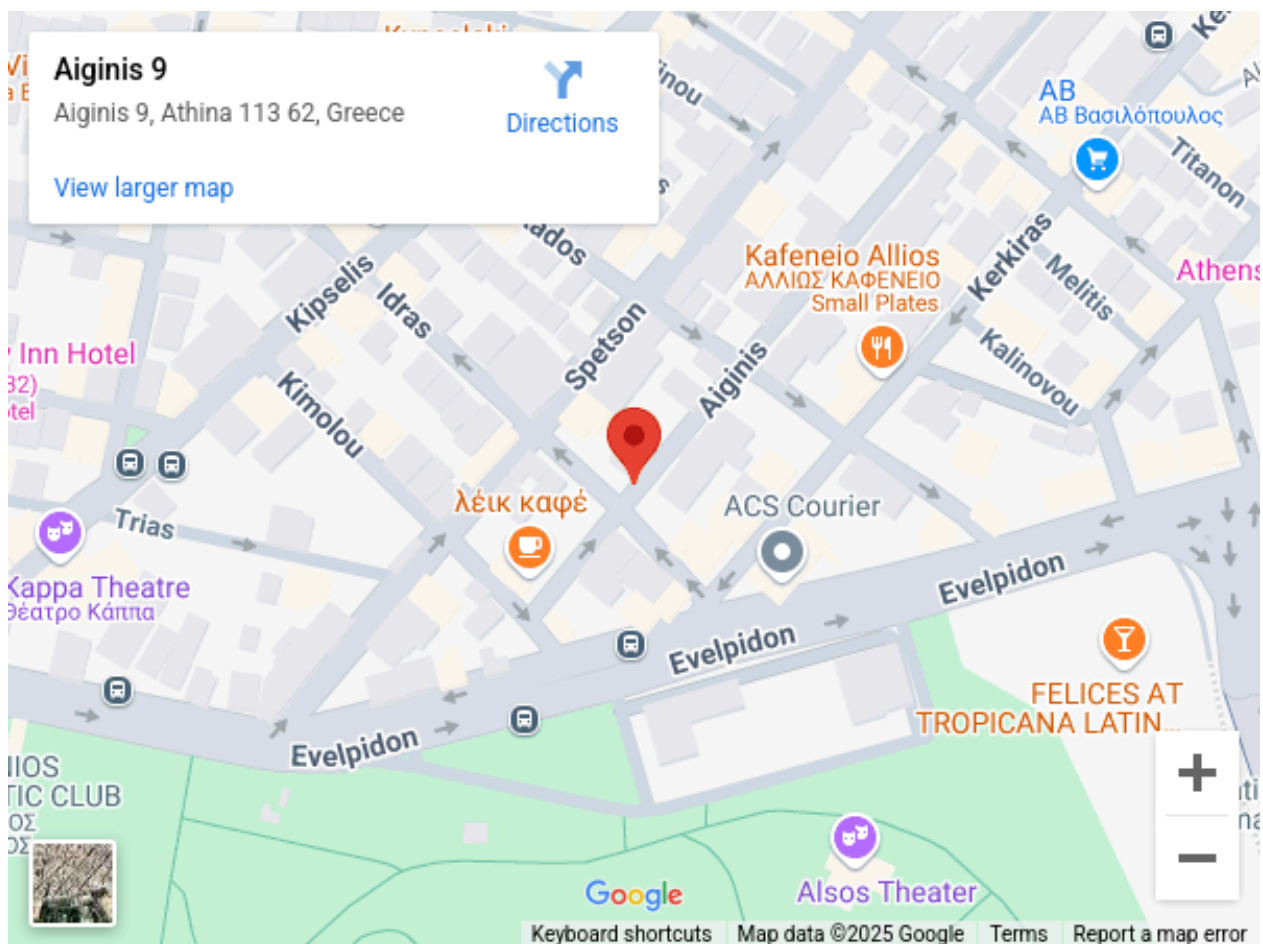 Aiginis 9
Aiginis 9, Athina 113 62, Greece
Directions
View larger map
AB
ΑΒ Βασιλόπουλος
Titanon
Kafeneio Allios
ΑΛΛΙΩΣ ΚΑΦΕΝΕΙΟ
Small Plates
Kerkiras
Melitis
Athens
Kipselis
Idras
Spetson
Aiginis
Kalinovou
Inn Hotel
Kimolou
λέικ καφέ
ACS Courier
Trias
Kappa Theatre
Θέατρο Κάππα
Evelpidon
Evelpidon
FELICES AT
TROPICANA LATIN...
Evelpidon
CLUB
Alsos Theater
Google
+
−
Keyboard shortcuts
Map data ©2025 Google
Terms
Report a map error